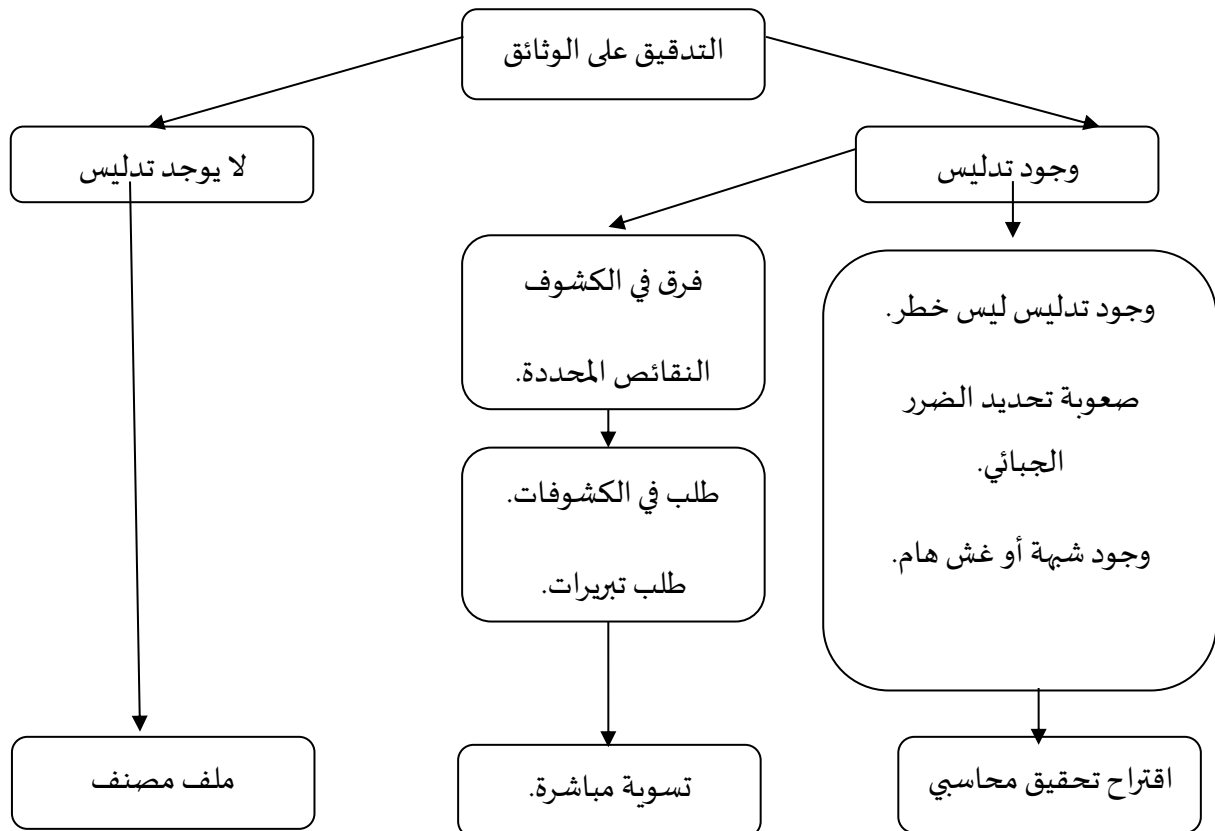 التدقيق على الوثائق
وجود تدليس
لا يوجد تدليس
وجود تدليس ليس خطر.
صعوبة تحديد الضرر
الجبائي.
وجود شبهة أو غش هام.
فرق في الكشوف
النقائص المحددة.
طلب في الكشوفات.
طلب تبريرات.
اقتراح تحقيق محاسبي
تسوية مباشرة.
ملف مصنف